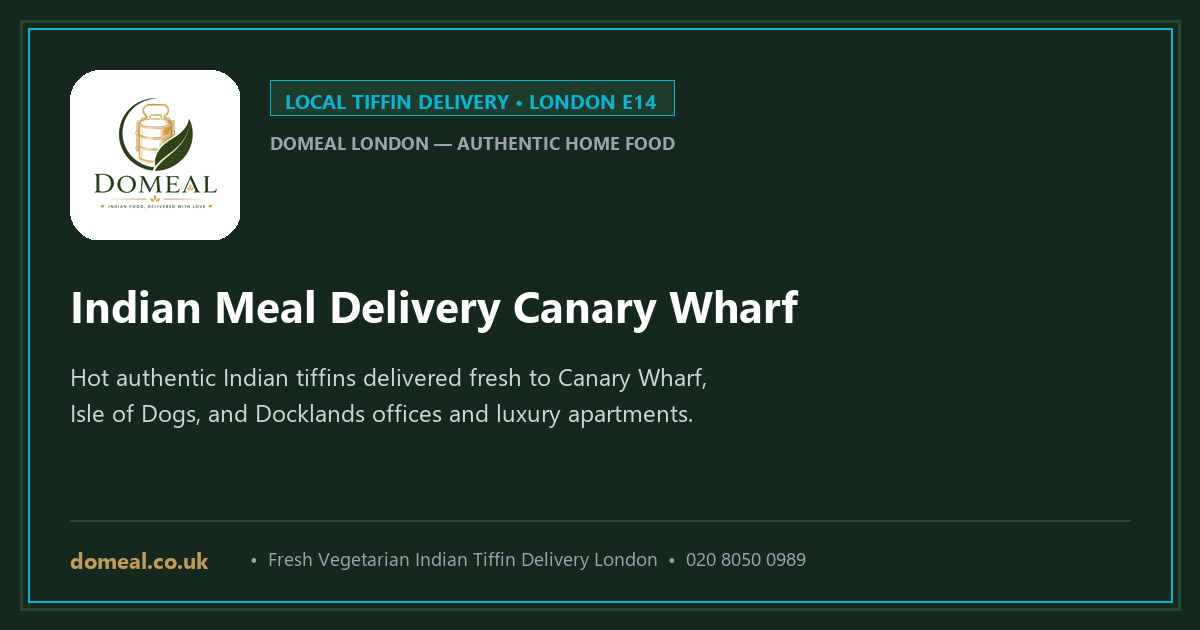 LOCAL TIFFIN DELIVERY • LONDON E14
DOMEAL LONDON — AUTHENTIC HOME FOOD
DOMEAL
INDIAN FOOD, DELIVERED WITH LOVE
Indian Meal Delivery Canary Wharf
Hot authentic Indian tiffins delivered fresh to Canary Wharf,
Isle of Dogs, and Docklands offices and luxury apartments.
domeal.co.uk • Fresh Vegetarian Indian Tiffin Delivery London • 020 8050 0989